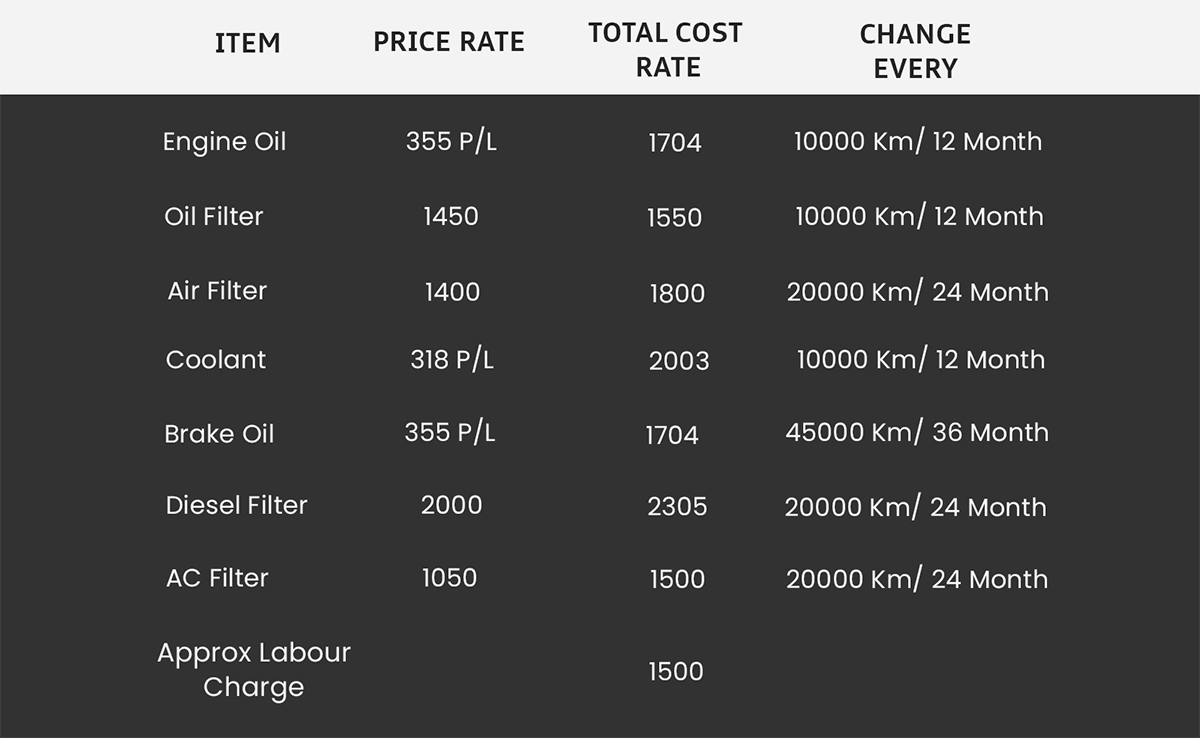 ITEM PRICE RATE TOTAL COST RATE CHANGE EVERY
Engine Oil 355 P/L 1704 10000 Km/ 12 Month
Oil Filter 1450 1550 10000 Km/ 12 Month
Air Filter 1400 1800 20000 Km/ 24 Month
Coolant 318 P/L 2003 10000 Km/ 12 Month
Brake Oil 355 P/L 1704 45000 Km/ 36 Month
Diesel Filter 2000 2305 20000 Km/ 24 Month
AC Filter 1050 1500 20000 Km/ 24 Month
Approx Labour Charge 1500